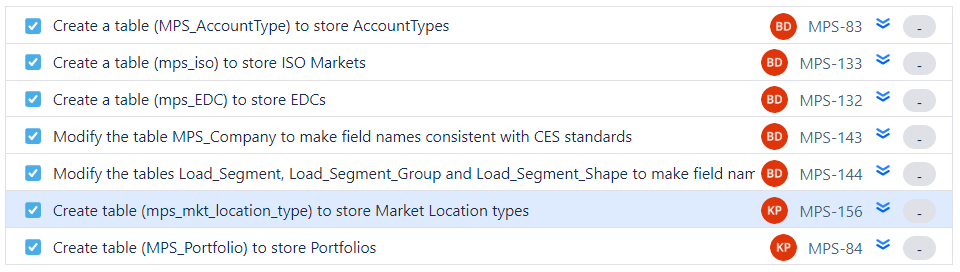 Create a table (MPS_AccountType) to store AccountTypes BD MPS-83 -
Create a table (mps_iso) to store ISO Markets BD MPS-133 -
Create a table (mps_EDC) to store EDCs BD MPS-132 -
Modify the table MPS_Company to make field names consistent with CES standards BD MPS-143 -
Modify the tables Load_Segment, Load_Segment_Group and Load_Segment_Shape to make field nam BD MPS-144 -
Create table (mps_mkt_location_type) to store Market Location types KP MPS-156 -
Create table (MPS_Portfolio) to store Portfolios KP MPS-84 -